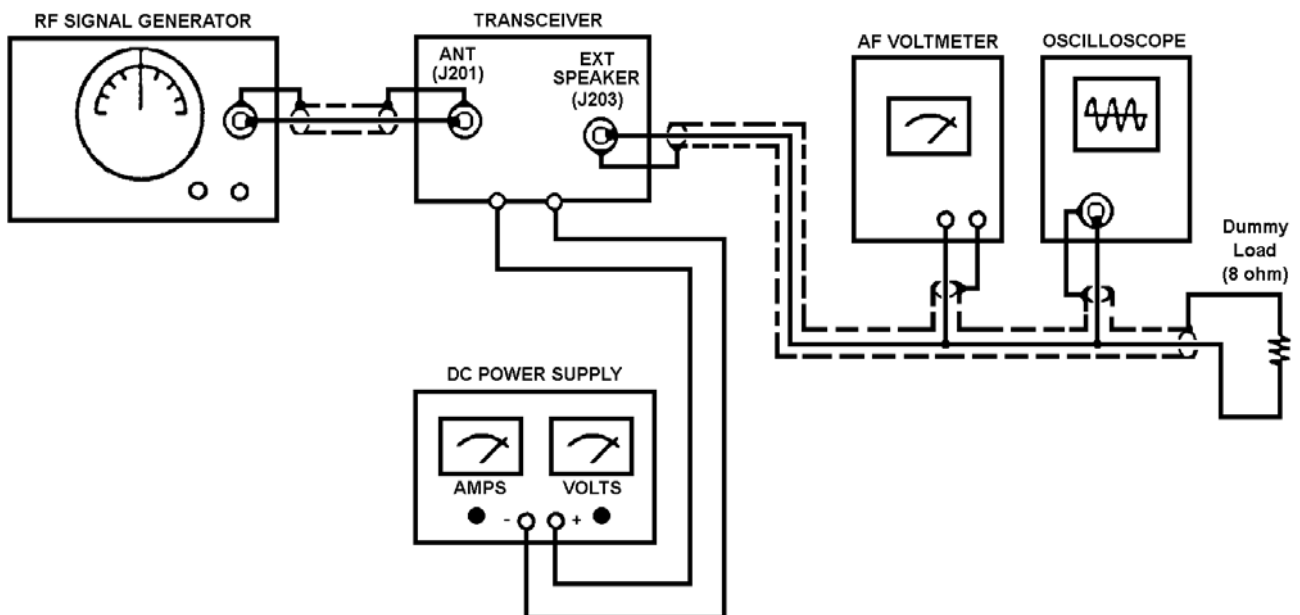 RF SIGNAL GENERATOR
TRANSCEIVER
ANT
(J201)
EXT
SPEAKER
(J203)
AF VOLTMETER
OSCILLOSCOPE
Dummy
Load
(8 ohm)
DC POWER SUPPLY
AMPS
VOLTS
- +